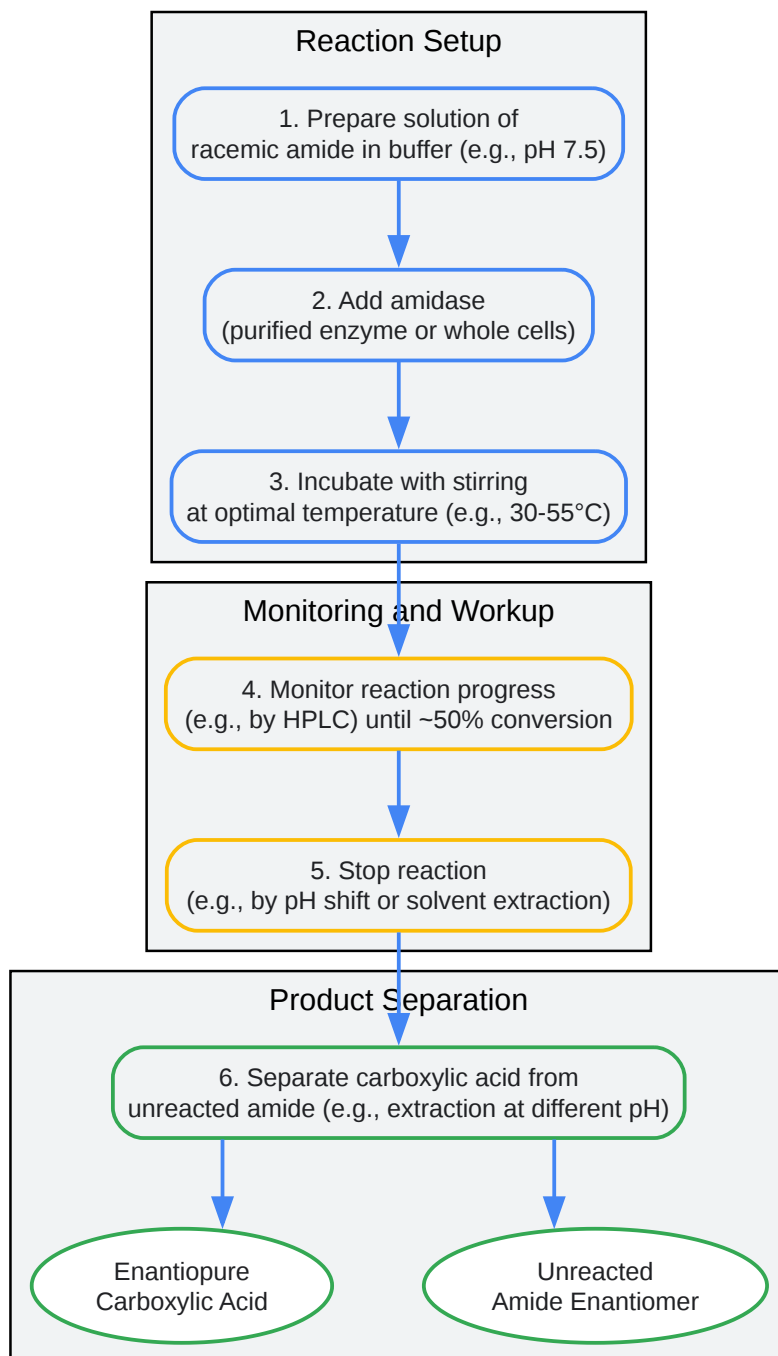 Reaction Setup
1. Prepare solution of
racemic amide in buffer (e.g., pH 7.5)
2. Add amidase
(purified enzyme or whole cells)
3. Incubate with stirring
at optimal temperature (e.g., 30-55°C)
Monitoring and Workup
4. Monitor reaction progress
(e.g., by HPLC) until ~50% conversion
5. Stop reaction
(e.g., by pH shift or solvent extraction)
Product Separation
6. Separate carboxylic acid from
unreacted amide (e.g., extraction at different pH)
Enantiopure
Carboxylic Acid
Unreacted
Amide Enantiomer